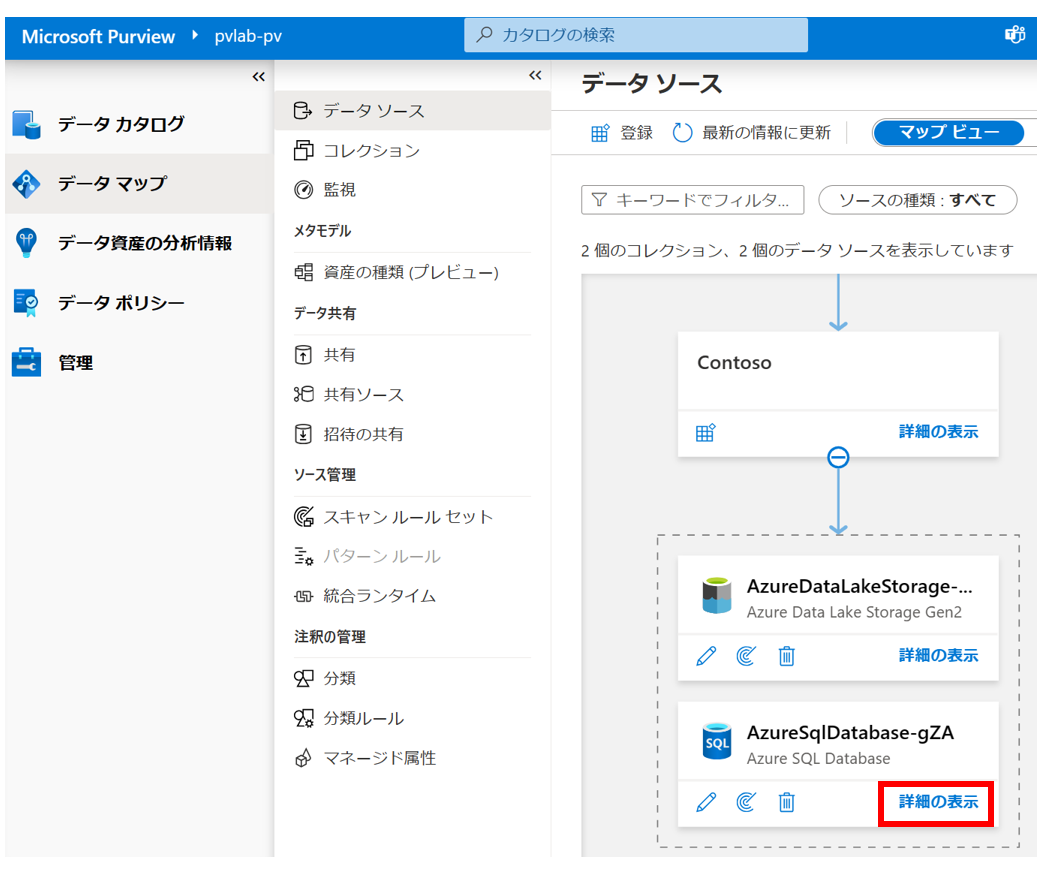 Microsoft Purview pvlab-pv カタログの検索
データ カタログ
データ マップ
データ資産の分析情報
データ ポリシー
管理
データ ソース
コレクション
監視
メタモデル
資産の種類 (プレビュー)
データ共有
共有
共有ソース
招待の共有
ソース管理
スキャン ルール セット
パターン ルール
統合ランタイム
注釈の管理
分類
分類ルール
マネージド属性
データ ソース
登録 最新の情報に更新 マップ ビュー
キーワードでフィルタ... ソースの種類 : すべて
2 個のコレクション、2 個のデータ ソースを表示しています
Contoso
詳細の表示
AzureDataLakeStorage-...
Azure Data Lake Storage Gen2
詳細の表示
SQL
AzureSqlDatabase-gZA
Azure SQL Database
詳細の表示